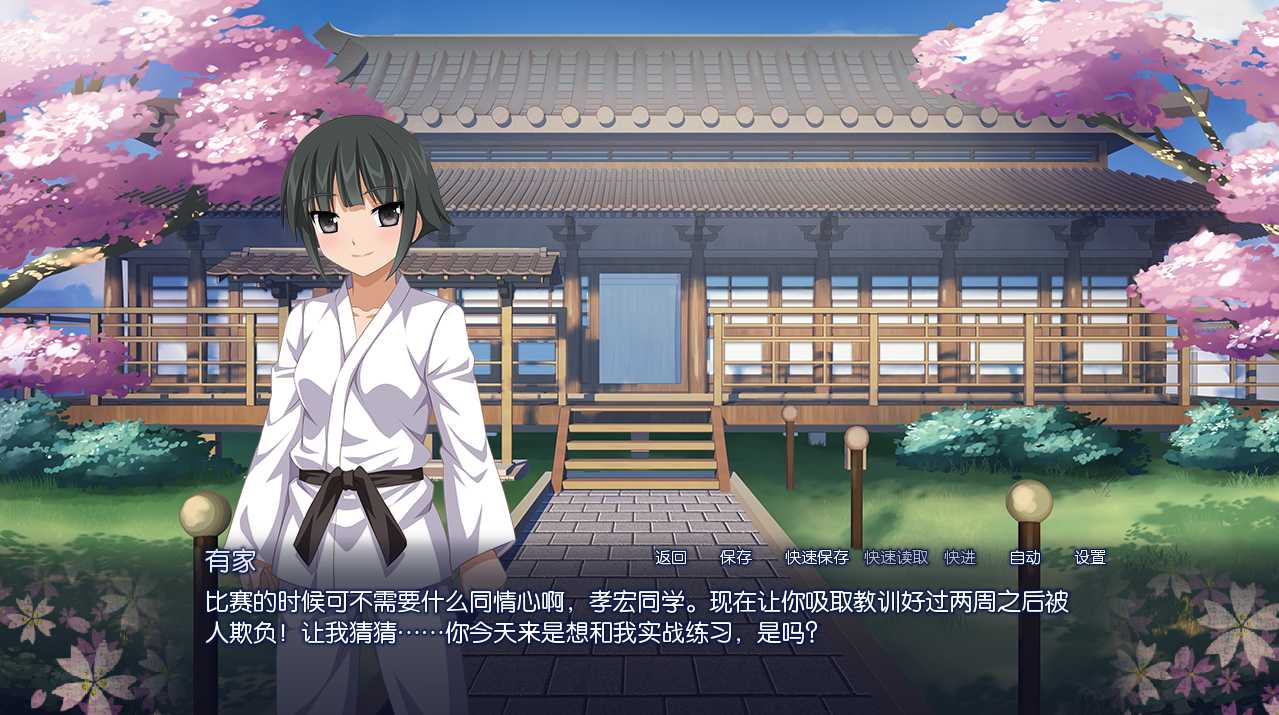 有家
返回 保存 快速保存 快速读取 快进 自动 设置
比赛的时候可不需要什么同情心啊，孝宏同学。现在让你吸取教训好过两周之后被
人欺负！让我猜猜……你今天来是想和我实战练习，是吗？